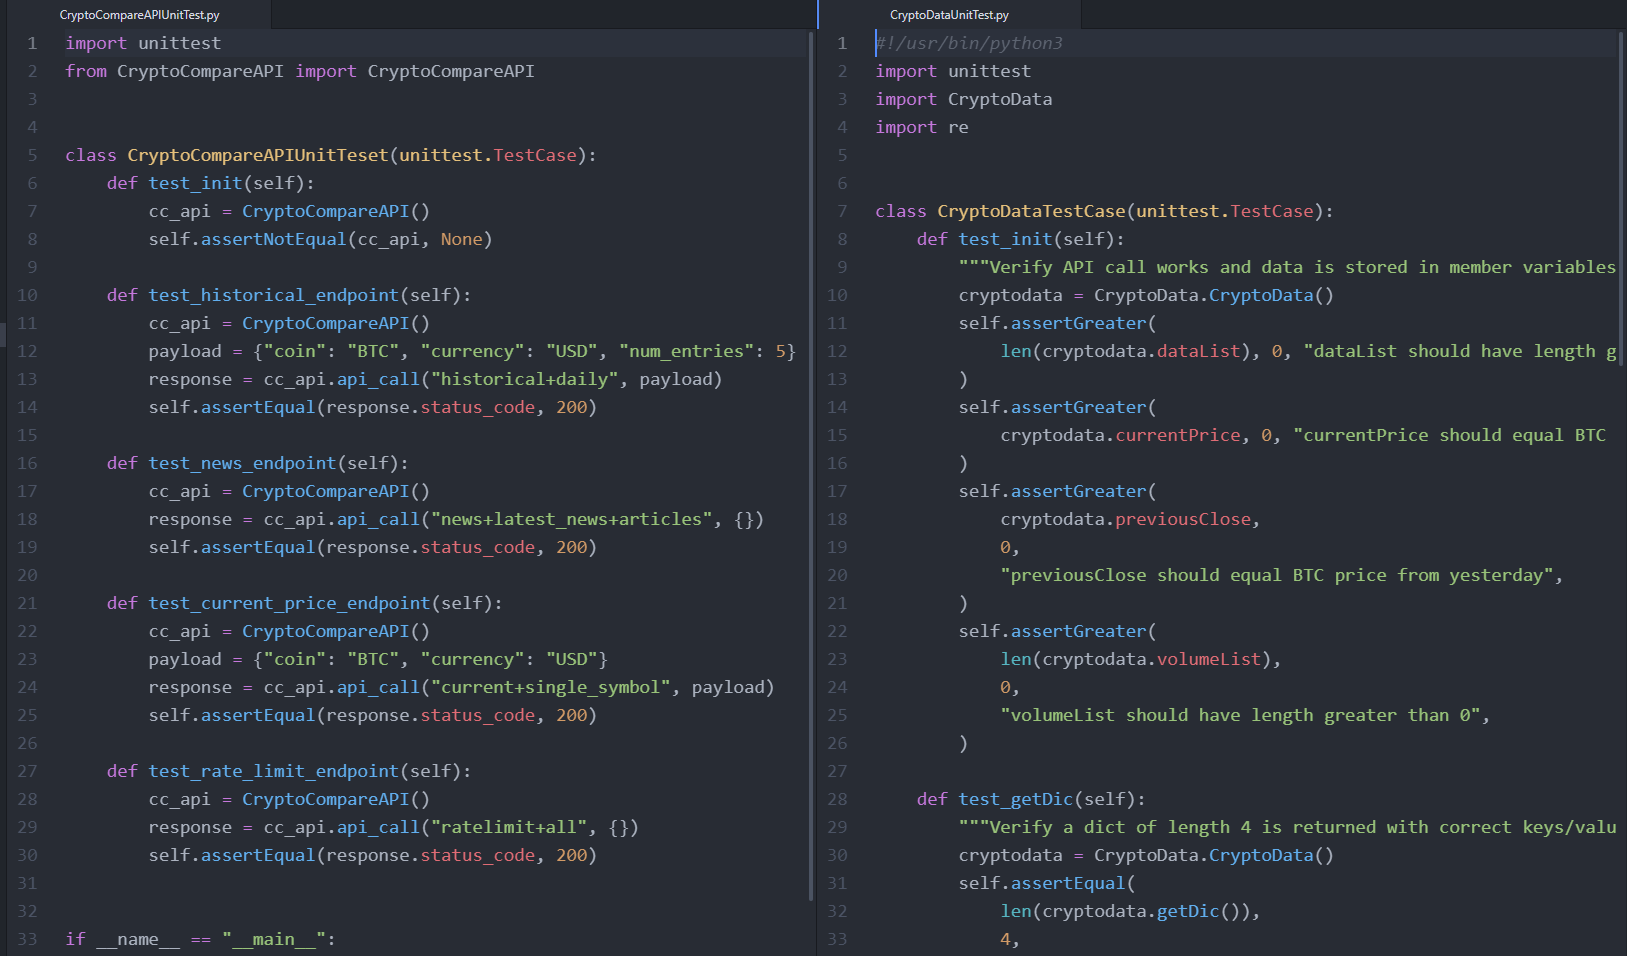 CryptoCompareAPIUnitTest.py
1 import unittest
2 from CryptoCompareAPI import CryptoCompareAPI
3
4
5 class CryptoCompareAPIUnitTeset(unittest.TestCase):
6     def test_init(self):
7         cc_api = CryptoCompareAPI()
8         self.assertNotEqual(cc_api, None)
9
10     def test_historical_endpoint(self):
11         cc_api = CryptoCompareAPI()
12         payload = {"coin": "BTC", "currency": "USD", "num_entries": 5}
13         response = cc_api.api_call("historical+daily", payload)
14         self.assertEqual(response.status_code, 200)
15
16     def test_news_endpoint(self):
17         cc_api = CryptoCompareAPI()
18         response = cc_api.api_call("news+latest_news+articles", {})
19         self.assertEqual(response.status_code, 200)
20
21     def test_current_price_endpoint(self):
22         cc_api = CryptoCompareAPI()
23         payload = {"coin": "BTC", "currency": "USD"}
24         response = cc_api.api_call("current+single_symbol", payload)
25         self.assertEqual(response.status_code, 200)
26
27     def test_rate_limit_endpoint(self):
28         cc_api = CryptoCompareAPI()
29         response = cc_api.api_call("ratelimit+all", {})
30         self.assertEqual(response.status_code, 200)
31
32
33 if __name__ == "__main__":
CryptoDataUnitTest.py
1 #!/usr/bin/python3
2 import unittest
3 import CryptoData
4 import re
5
6
7 class CryptoDataTestCase(unittest.TestCase):
8     def test_init(self):
9         """Verify API call works and data is stored in member variables
10         cryptodata = CryptoData.CryptoData()
11         self.assertGreater(
12             len(cryptodata.dataList), 0, "dataList should have length g
13         )
14         self.assertGreater(
15             cryptodata.currentPrice, 0, "currentPrice should equal BTC
16         )
17         self.assertGreater(
18             cryptodata.previousClose,
19             0,
20             "previousClose should equal BTC price from yesterday",
21         )
22         self.assertGreater(
23             len(cryptodata.volumeList),
24             0,
25             "volumeList should have length greater than 0",
26         )
27
28     def test_getDic(self):
29         """Verify a dict of length 4 is returned with correct keys/valu
30         cryptodata = CryptoData.CryptoData()
31         self.assertEqual(
32             len(cryptodata.getDic()),
33             4,